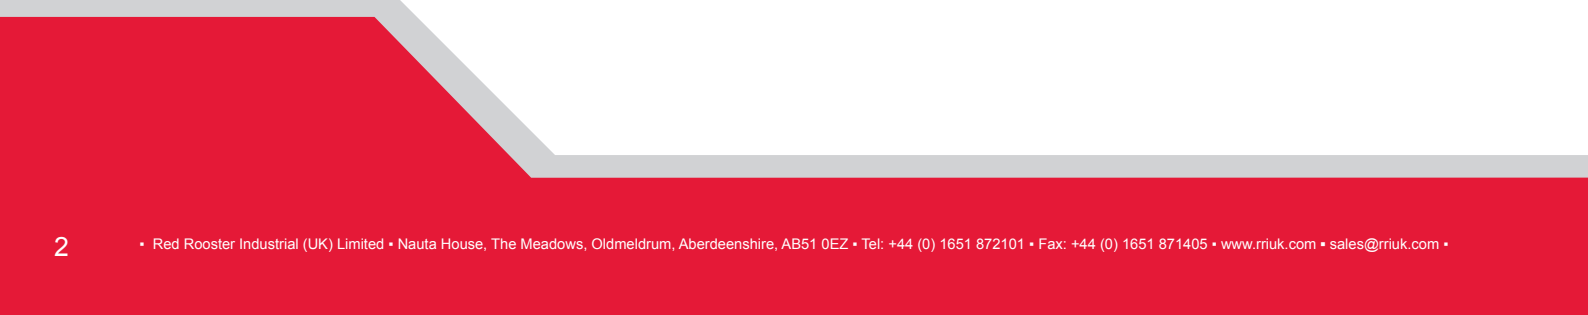 2 ▪ Red Rooster Industrial (UK) Limited ▪ Nauta House, The Meadows, Oldmeldrum, Aberdeenshire, AB51 0EZ ▪ Tel: +44 (0) 1651 872101 ▪ Fax: +44 (0) 1651 871405 ▪ www.rriuk.com ▪ sales@rriuk.com ▪